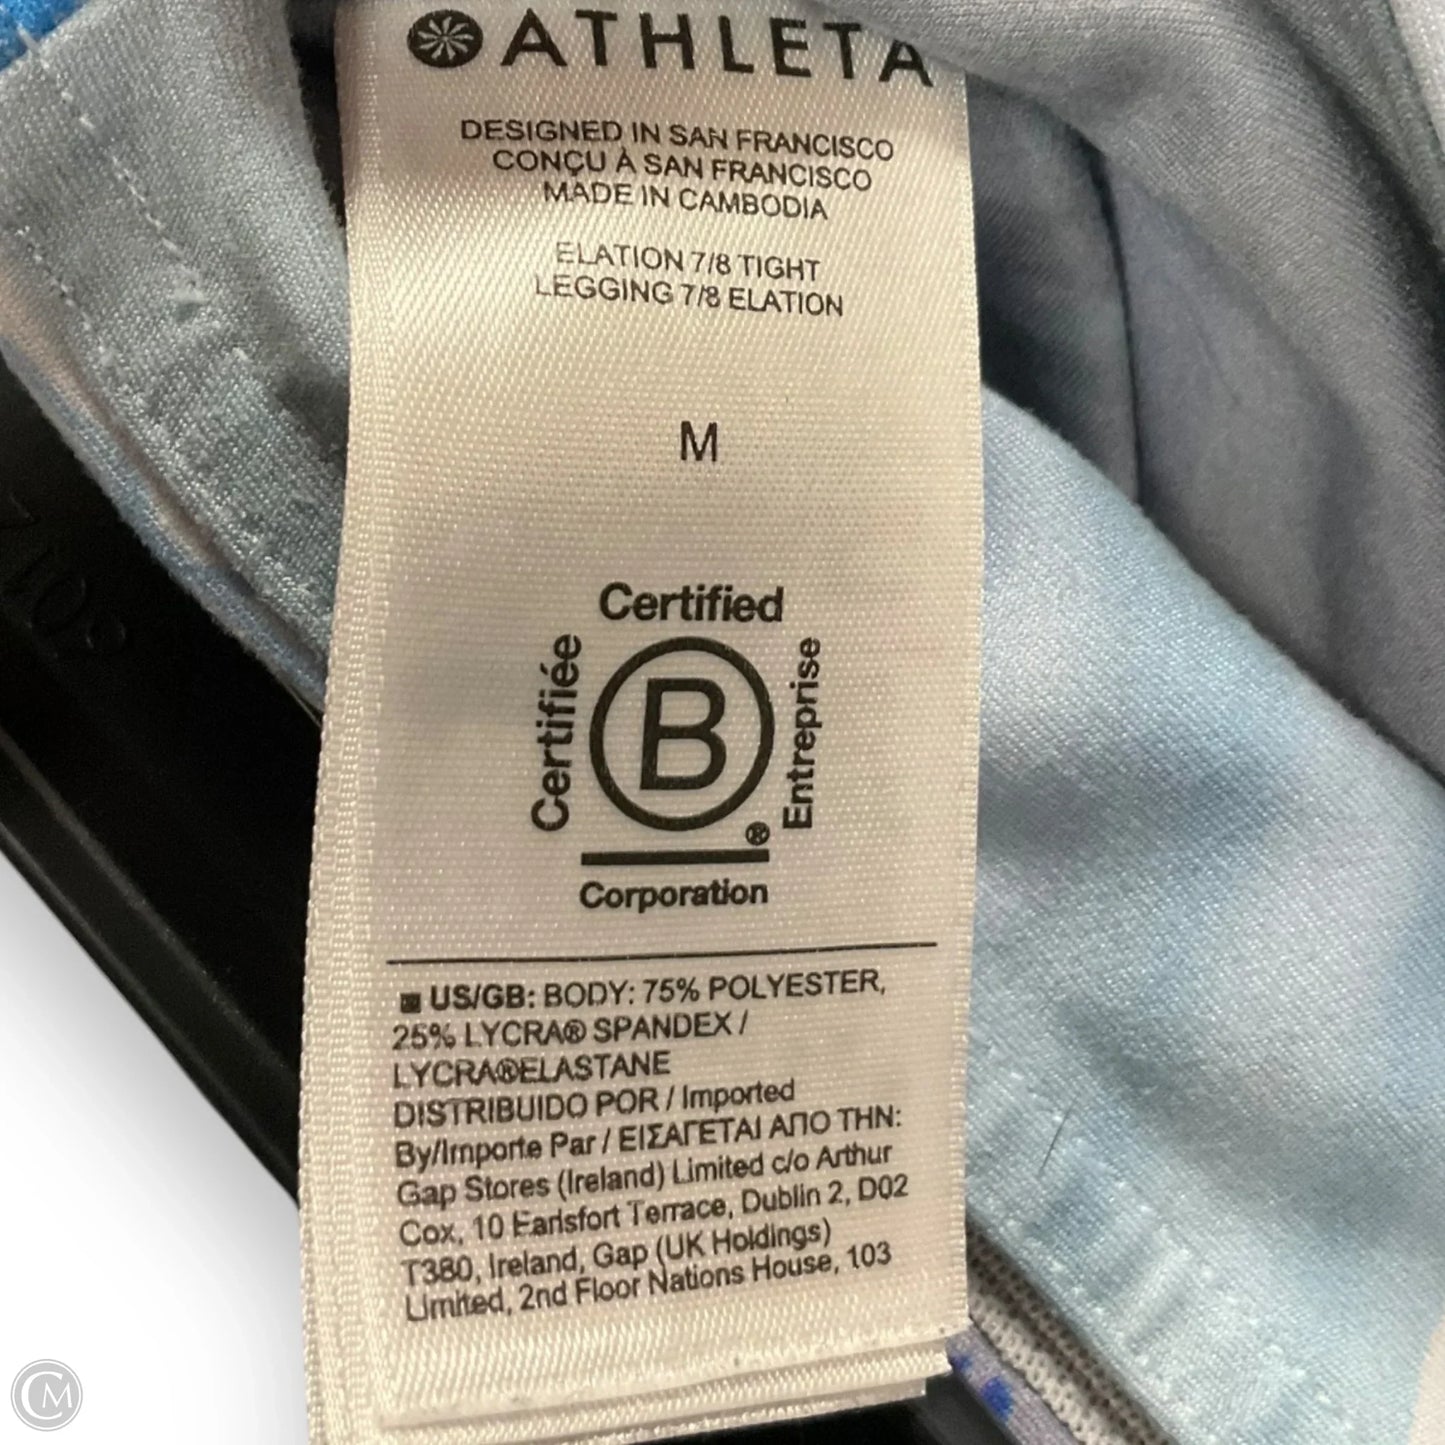 ATHLETA
DESIGNED IN SAN FRANCISCO
CONÇU À SAN FRANCISCO
MADE IN CAMBODIA
ELATION 7/8 TIGHT
LEGGING 7/8 ELATION
M
Certified
Certifiée
B
®
Entreprise
Corporation
US/GB: BODY: 75% POLYESTER,
25% LYCRA® SPANDEX /
LYCRA®ELASTANE
DISTRIBUIDO POR / Imported
By/Importe Par / ΕΙΣΑΓΕΤΑΙ ΑΠΟ ΤΗΝ:
Gap Stores (Ireland) Limited c/o Arthur
Cox, 10 Earlsfort Terrace, Dublin 2, D02
T380, Ireland, Gap (UK Holdings)
Limited, 2nd Floor Nations House, 103
CM